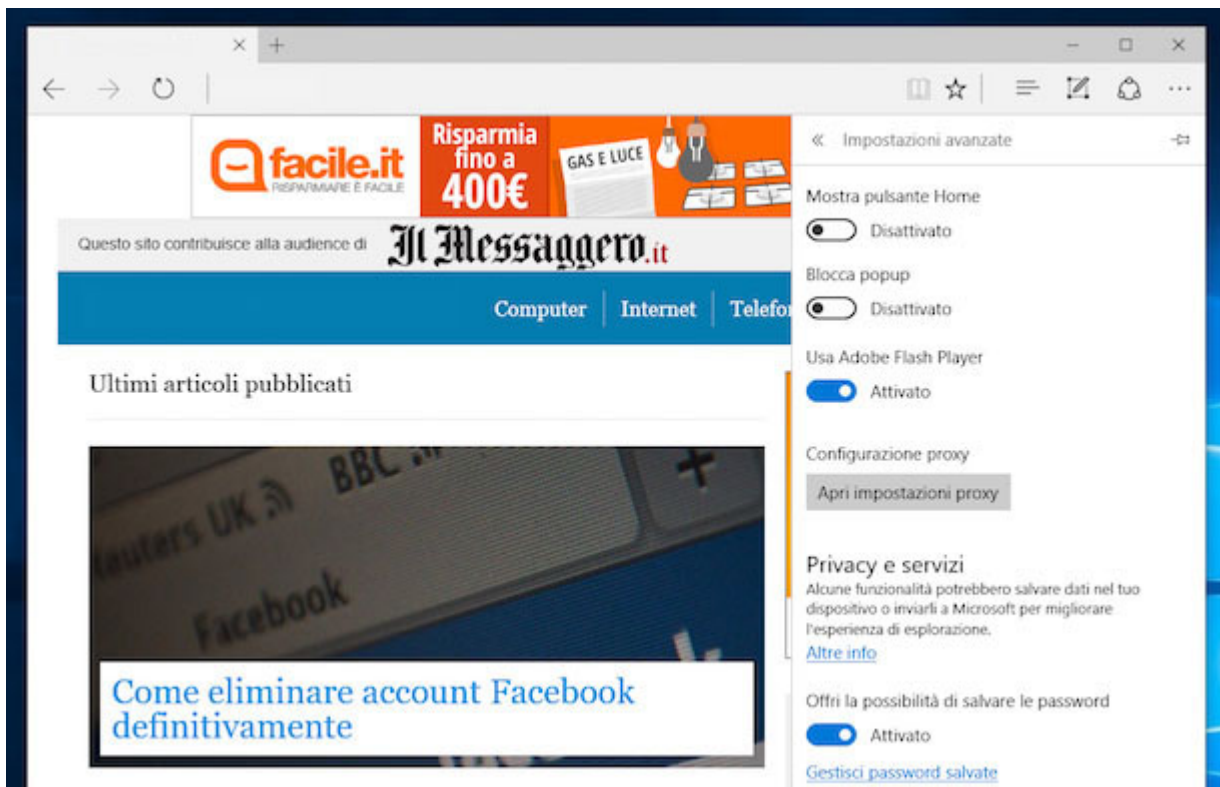 facile.it
RISPARMIARE È FACILE
Risparmia
fino a
400€
GAS E LUCE
Questo sito contribuisce alla audience di
Il Messaggero.it
Computer
Internet
Telefo
Ultimi articoli pubblicati
Reuters UK
BBC
Facebook
Come eliminare account Facebook
definitivamente
« Impostazioni avanzate
Mostra pulsante Home
Disattivato
Blocca popup
Disattivato
Usa Adobe Flash Player
Attivato
Configurazione proxy
Apri impostazioni proxy
Privacy e servizi
Alcune funzionalità potrebbero salvare dati nel tuo
dispositivo o inviarli a Microsoft per migliorare
l'esperienza di esplorazione.
Altre info
Offri la possibilità di salvare le password
Attivato
Gestisci password salvate